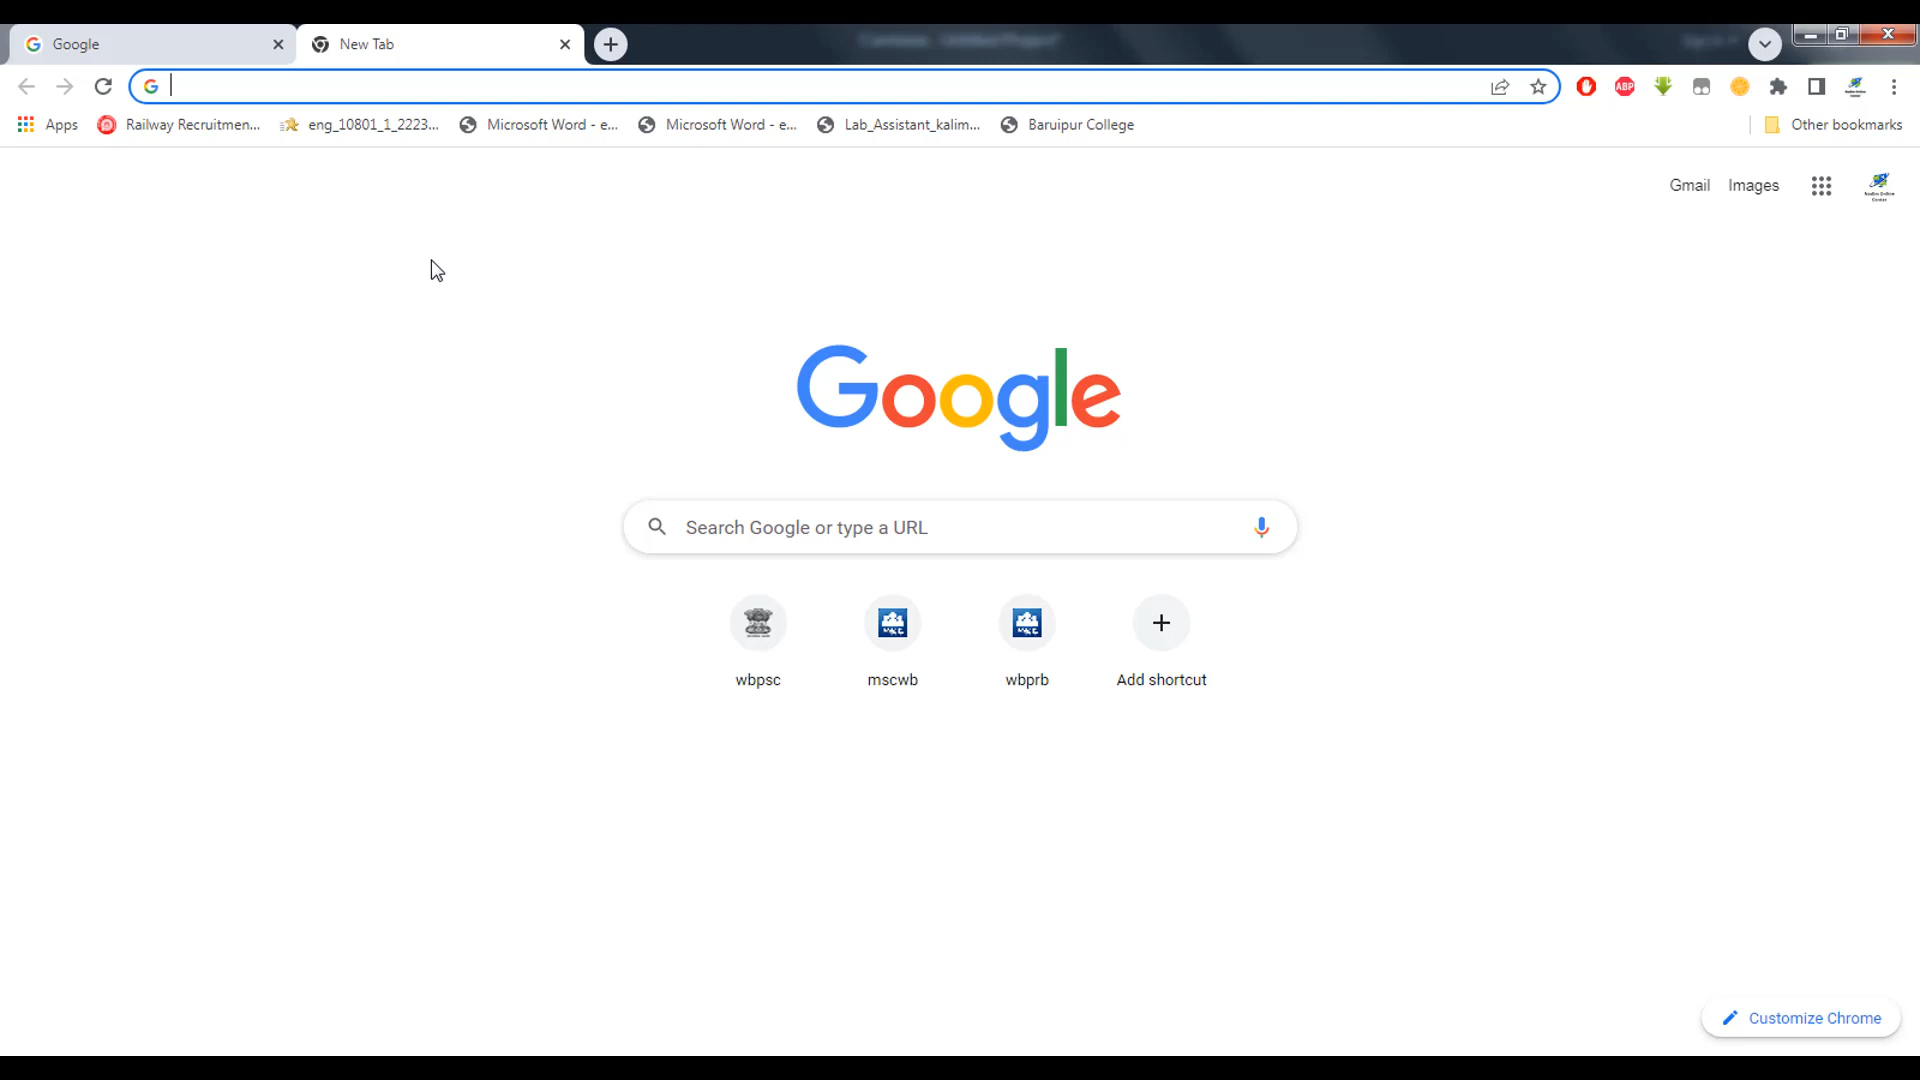 Google
New Tab
ABP
Apps
Railway Recruitmen...
eng_10801_1_2223...
Microsoft Word - e...
Microsoft Word - e...
Lab_Assistant_kalim...
Baruipur College
Other bookmarks
Gmail
Images
Google
Search Google or type a URL
wbpsc
mscwb
wbprb
Add shortcut
Customize Chrome